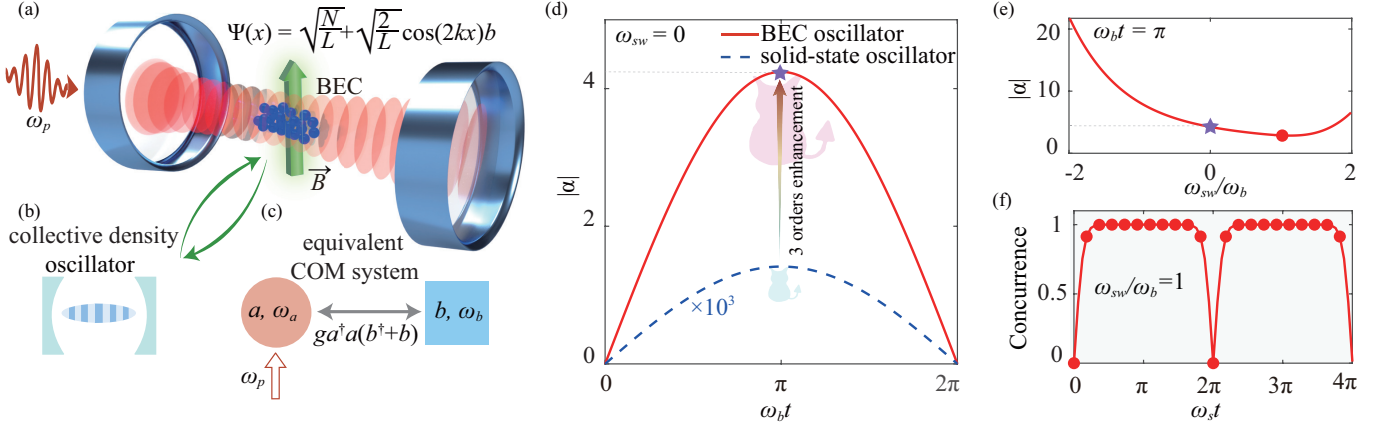 (a)
Ψ(x) = √N/L + √2/L cos(2kx)b
BEC
ω_p
B
(b)
collective density
oscillator
(c)
equivalent
COM system
a, ω_a
b, ω_b
ga†a(b†+b)
ω_p
(d)
ω_sw = 0
BEC oscillator
solid-state oscillator
3 orders enhancement
×10³
|α|
0
2
4
0
π
2π
ω_b t
(e)
ω_b t = π
|α|
20
10
0
-2
0
2
ω_sw/ω_b
(f)
Concurrence
1
0.5
0
ω_sw/ω_b=1
0
π
2π
3π
4π
ω_s t